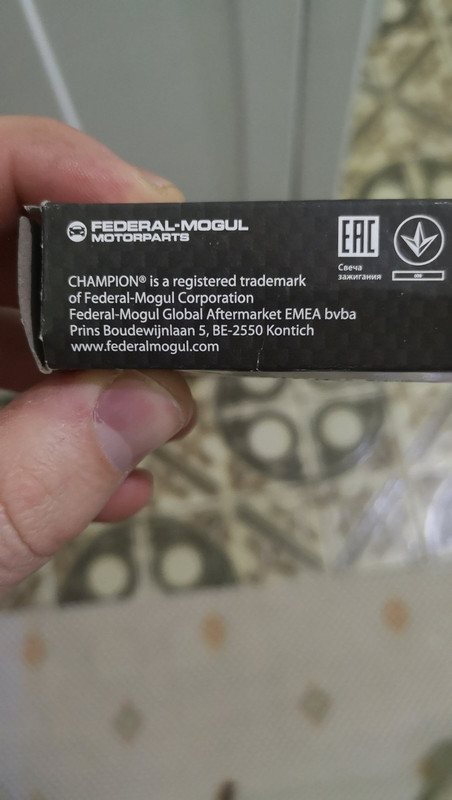 FEDERAL-MOGUL
MOTORPARTS
EAC
Свеча
зажигания
CHAMPION® is a registered trademark
of Federal-Mogul Corporation
Federal-Mogul Global Aftermarket EMEA bvba
Prins Boudewijnlaan 5, BE-2550 Kontich
www.federalmogul.com